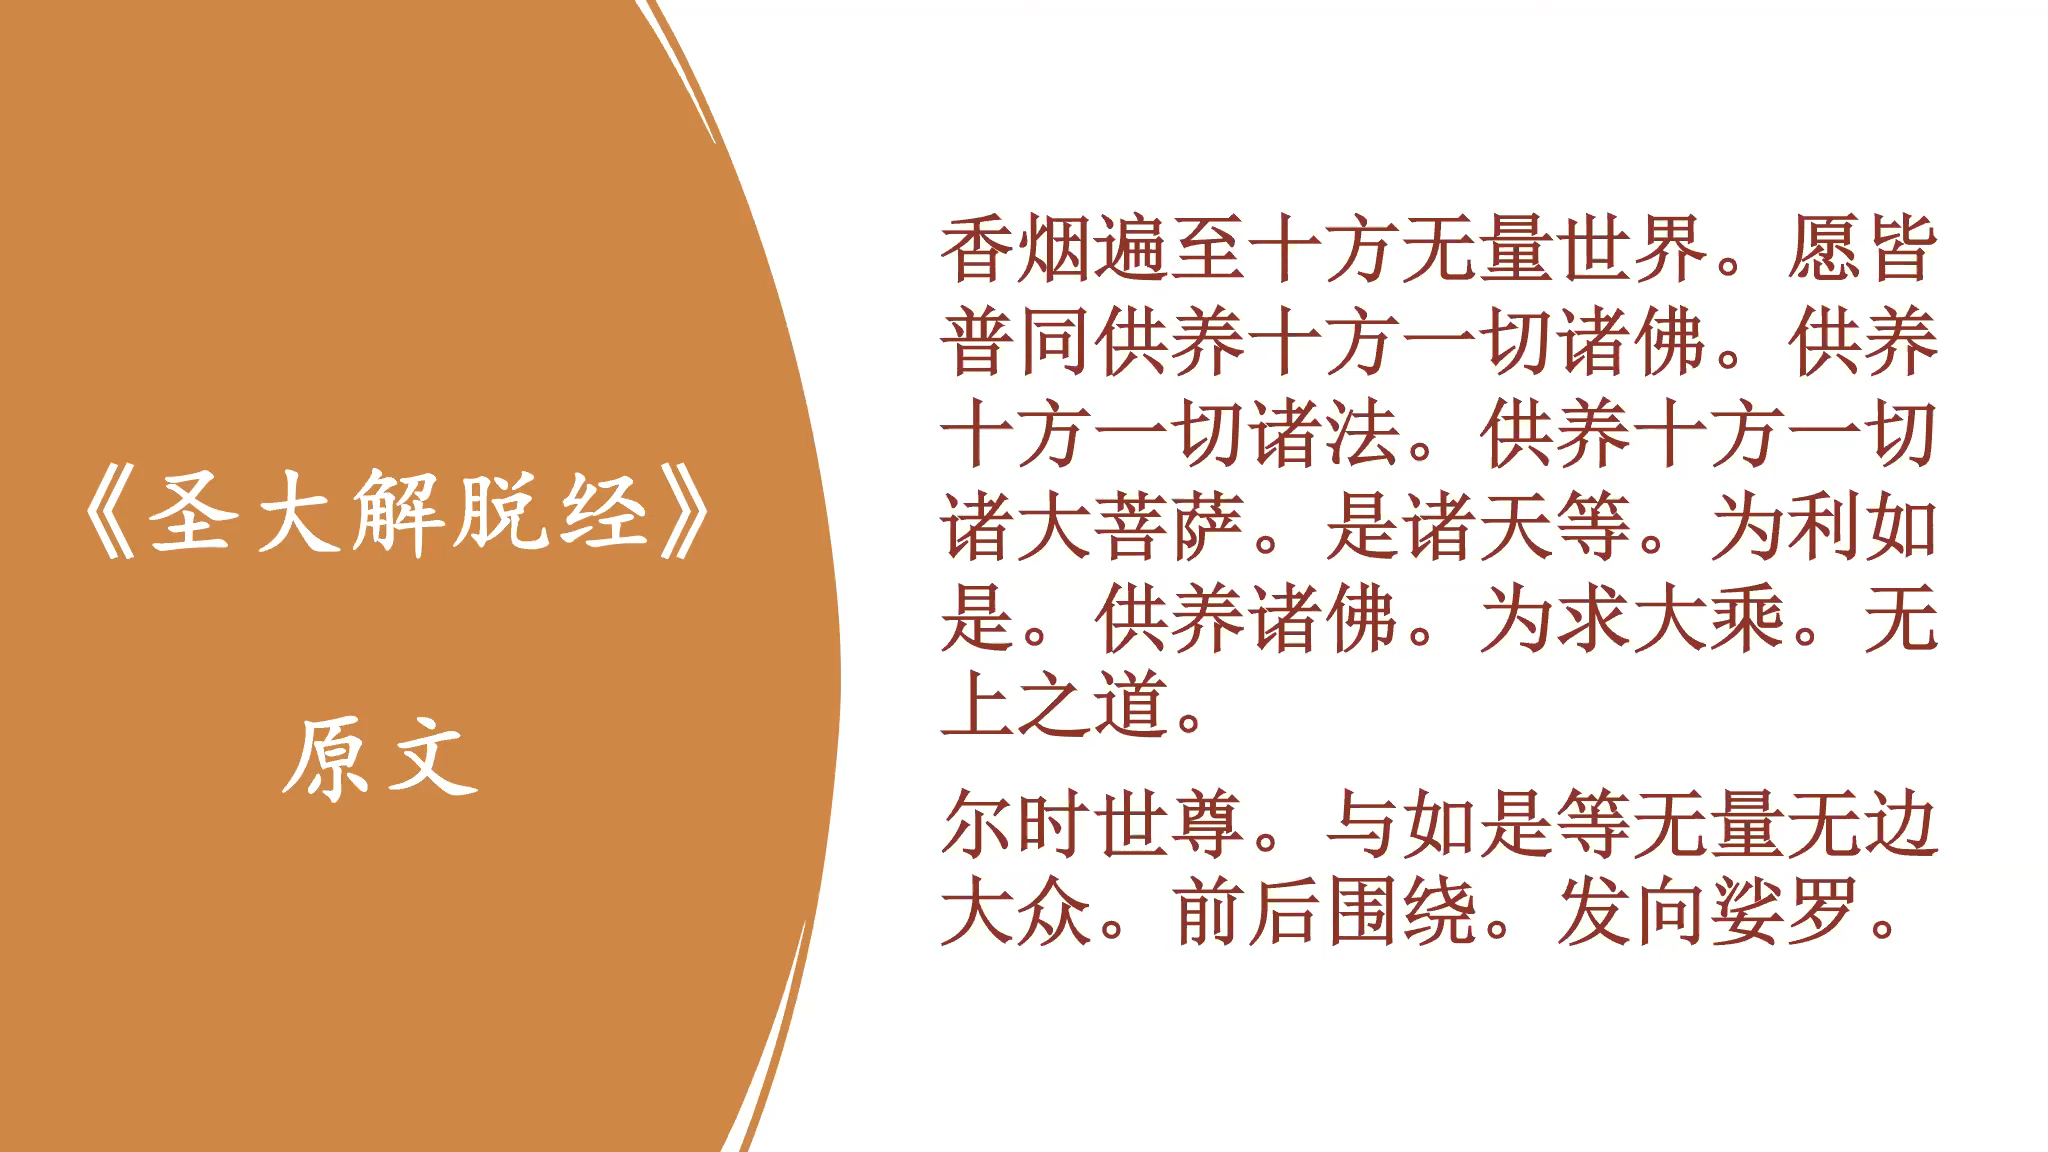 《圣大解脱经》
原文
香烟遍至十方无量世界。愿皆
普同供养十方一切诸佛。供养
十方一切诸法。供养十方一切
诸大菩萨。是诸天等。为利如
是。供养诸佛。为求大乘。无
上之道。
尔时世尊。与如是等无量无边
大众。前后围绕。发向娑罗。